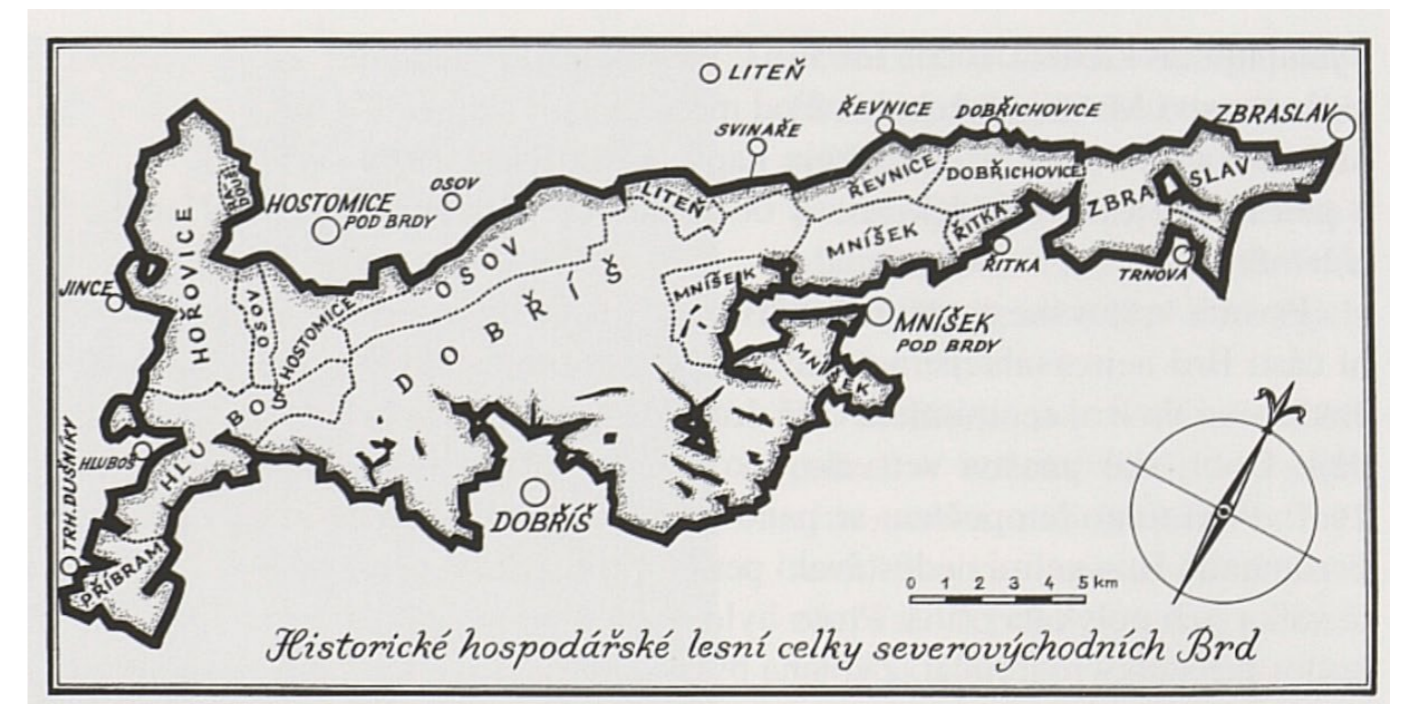 LITEŇ
ŘEVNICE
DOBŘICHOVICE
ZBRASLAV
SVINAŘE
OSOV
HOSTOMICE
POD BRDY
LITEŇ
ŘEVNICE
DOBŘICHOVICE
ZBRASLAV
HOŘOVICE
JINCE
OSOV
HOSTOMICE
OSOV
DOBŘÍŠ
MNÍŠEK
MNÍŠEK
ŘITKA
ŘITKA
TRNOVÁ
MNÍŠEK
POD BRDY
MNÍŠEK
HLUBOŠ
HLUBOŠ
TRH. DUŠNÍKY
PŘÍBRAM
DOBŘÍŠ
0 1 2 3 4 5 km
Historické hospodářské lesní celky severovýchodních Brd